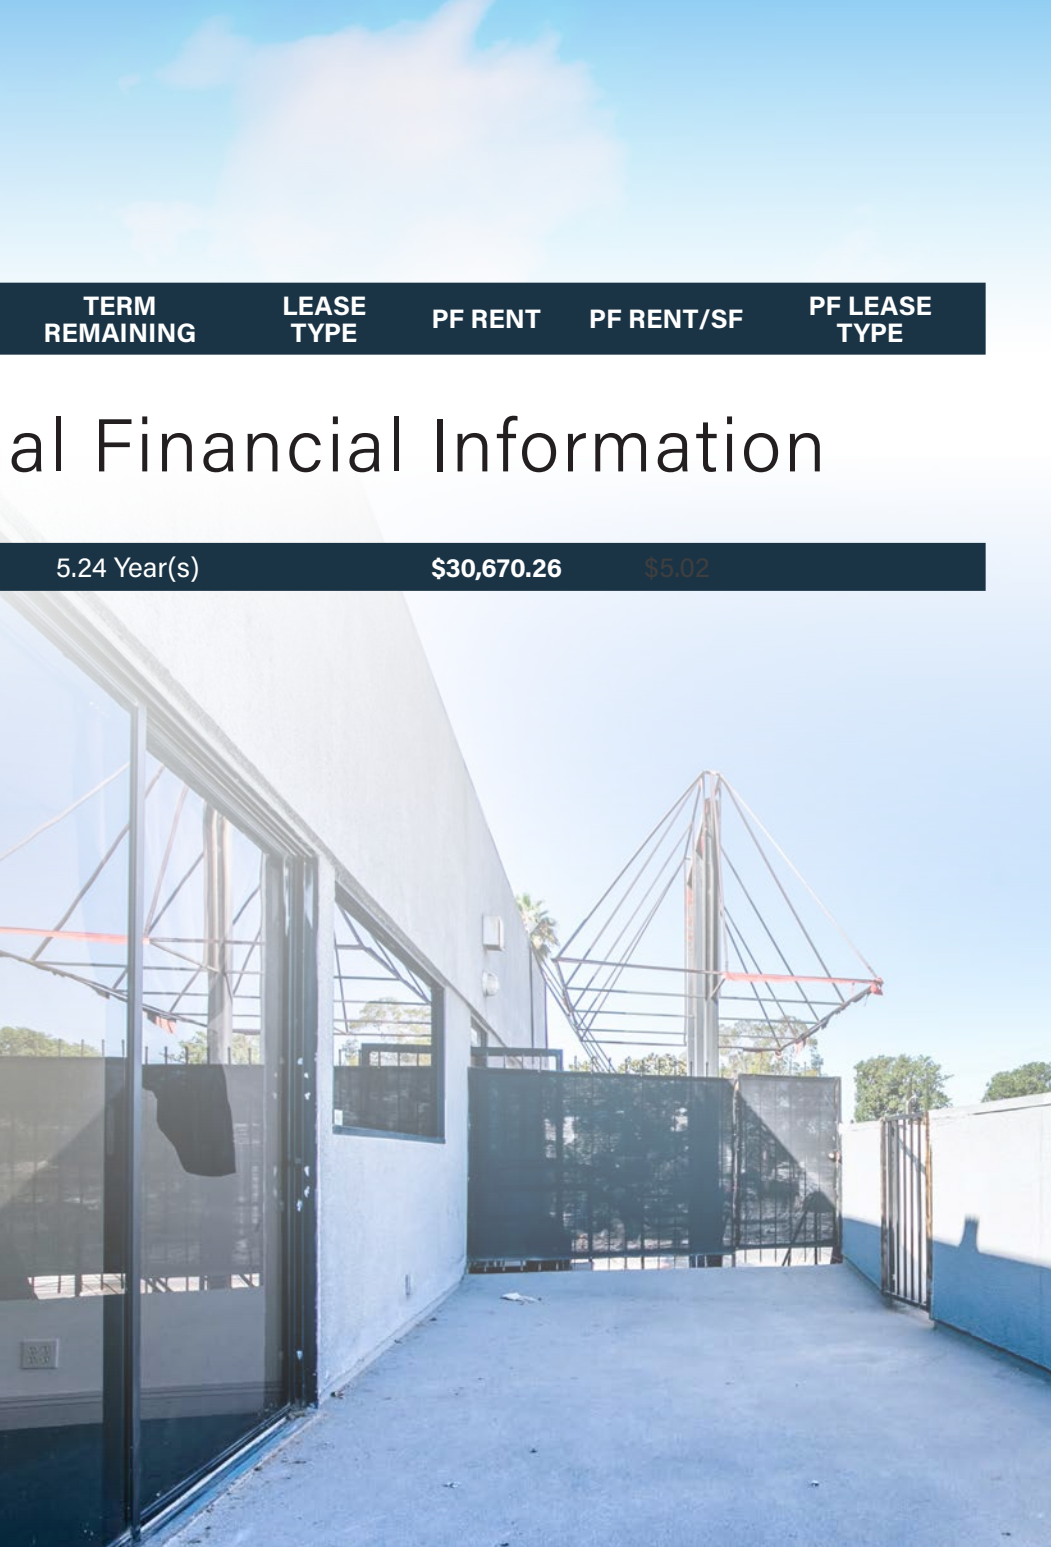 TERM REMAINING LEASE TYPE PF RENT PF RENT/SF PF LEASE TYPE
al Financial Information
5.24 Year(s) $30,670.26 $5.02